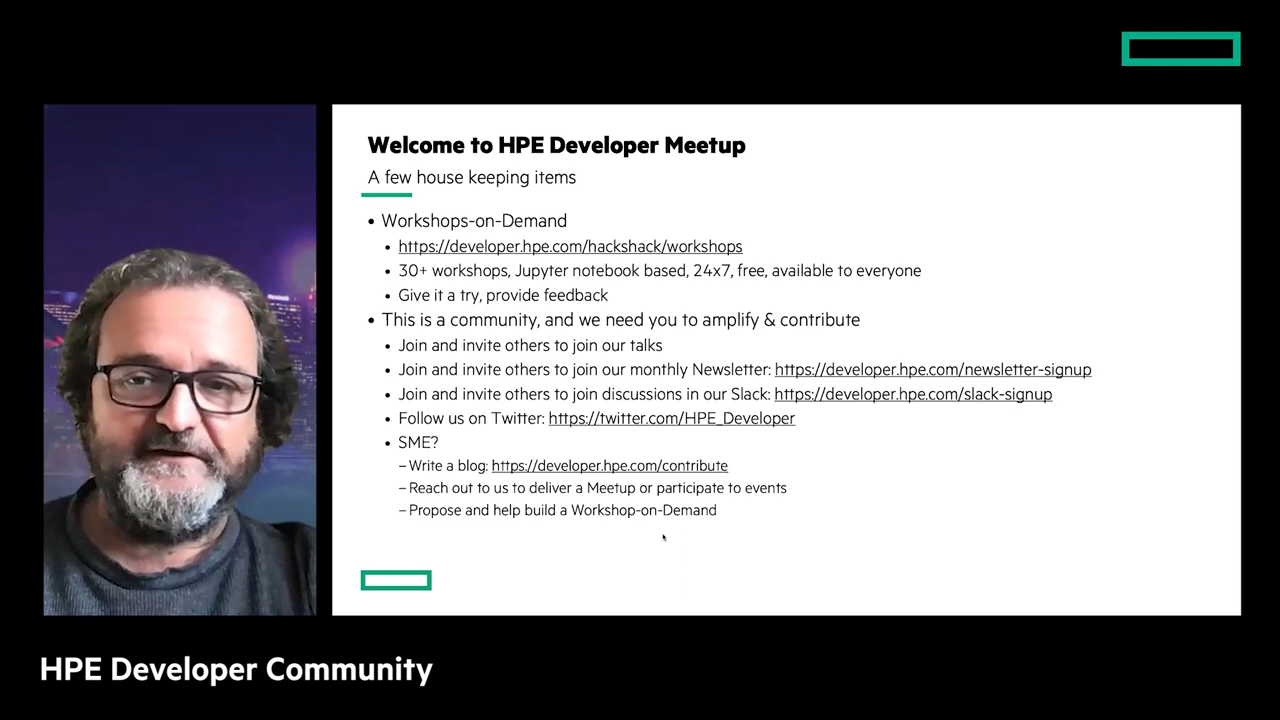 Welcome to HPE Developer Meetup
A few house keeping items
• Workshops-on-Demand
• https://developer.hpe.com/hackshack/workshops
• 30+ workshops, Jupyter notebook based, 24x7, free, available to everyone
• Give it a try, provide feedback
• This is a community, and we need you to amplify & contribute
• Join and invite others to join our talks
• Join and invite others to join our monthly Newsletter: https://developer.hpe.com/newsletter-signup
• Join and invite others to join discussions in our Slack: https://developer.hpe.com/slack-signup
• Follow us on Twitter: https://twitter.com/HPE_Developer
• SME?
– Write a blog: https://developer.hpe.com/contribute
– Reach out to us to deliver a Meetup or participate to events
– Propose and help build a Workshop-on-Demand
HPE Developer Community